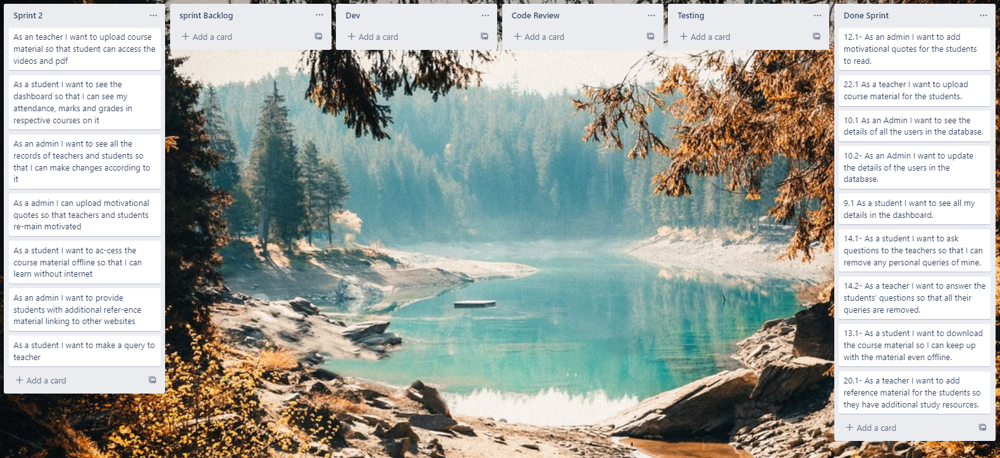 Sprint 2
As an teacher I want to upload course
material so that student can access the
videos and pdf
As a student I want to see the
dashboard so that I can see my
attendance, marks and grades in
respective courses on it
As an admin I want to see all the
records of teachers and students so
that I can make changes according to
it
As a admin I can upload motivational
quotes so that teachers and students
re-main motivated
As a student I want to ac-cess the
course material offline so that I can
learn without internet
As an admin I want to provide
students with additional refer-ence
material linking to other websites
As a student I want to make a query to
teacher
+ Add a card
sprint Backlog
+ Add a card
Dev
+ Add a card
Code Review
+ Add a card
Testing
+ Add a card
Done Sprint
12.1- As an admin I want to add
motivational quotes for the students
to read.
22.1 As a teacher I want to upload
course material for the students.
10.1 As an Admin I want to see the
details of all the users in the database.
10.2- As an Admin I want to update
the details of the users in the
database.
9.1 As a student I want to see all my
details in the dashboard.
14.1- As a student I want to ask
questions to the teachers so that I can
remove any personal queries of mine.
14.2- As a teacher I want to answer the
students' questions so that all their
queries are removed.
13.1- As a student I want to download
the course material so I can keep up
with the material even offline.
20.1- As a teacher I want to add
reference material for the students so
they have additional study resources.
+ Add a card